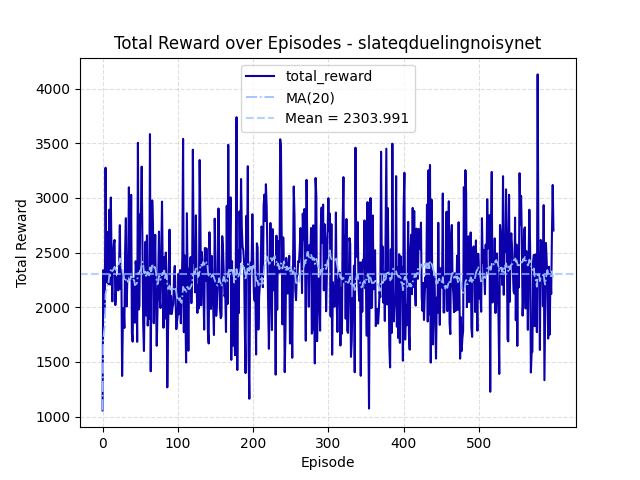 Total Reward over Episodes - slateqduelingnoisynet
total_reward
MA(20)
Mean = 2303.991
Total Reward
4000
3500
3000
2500
2000
1500
1000
0 100 200 300 400 500
Episode